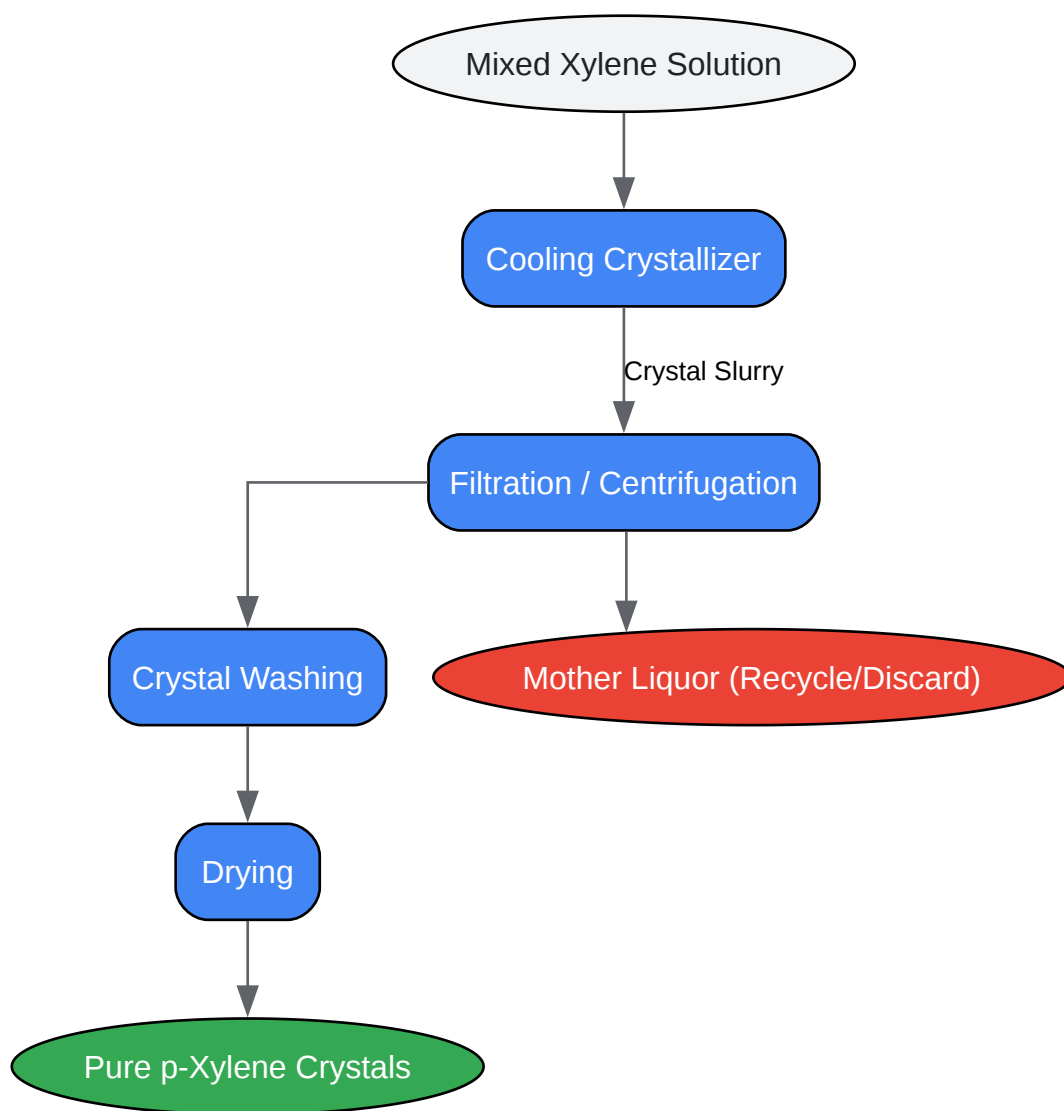 Mixed Xylene Solution
Cooling Crystallizer
Crystal Slurry
Filtration / Centrifugation
Crystal Washing
Mother Liquor (Recycle/Discard)
Drying
Pure p-Xylene Crystals